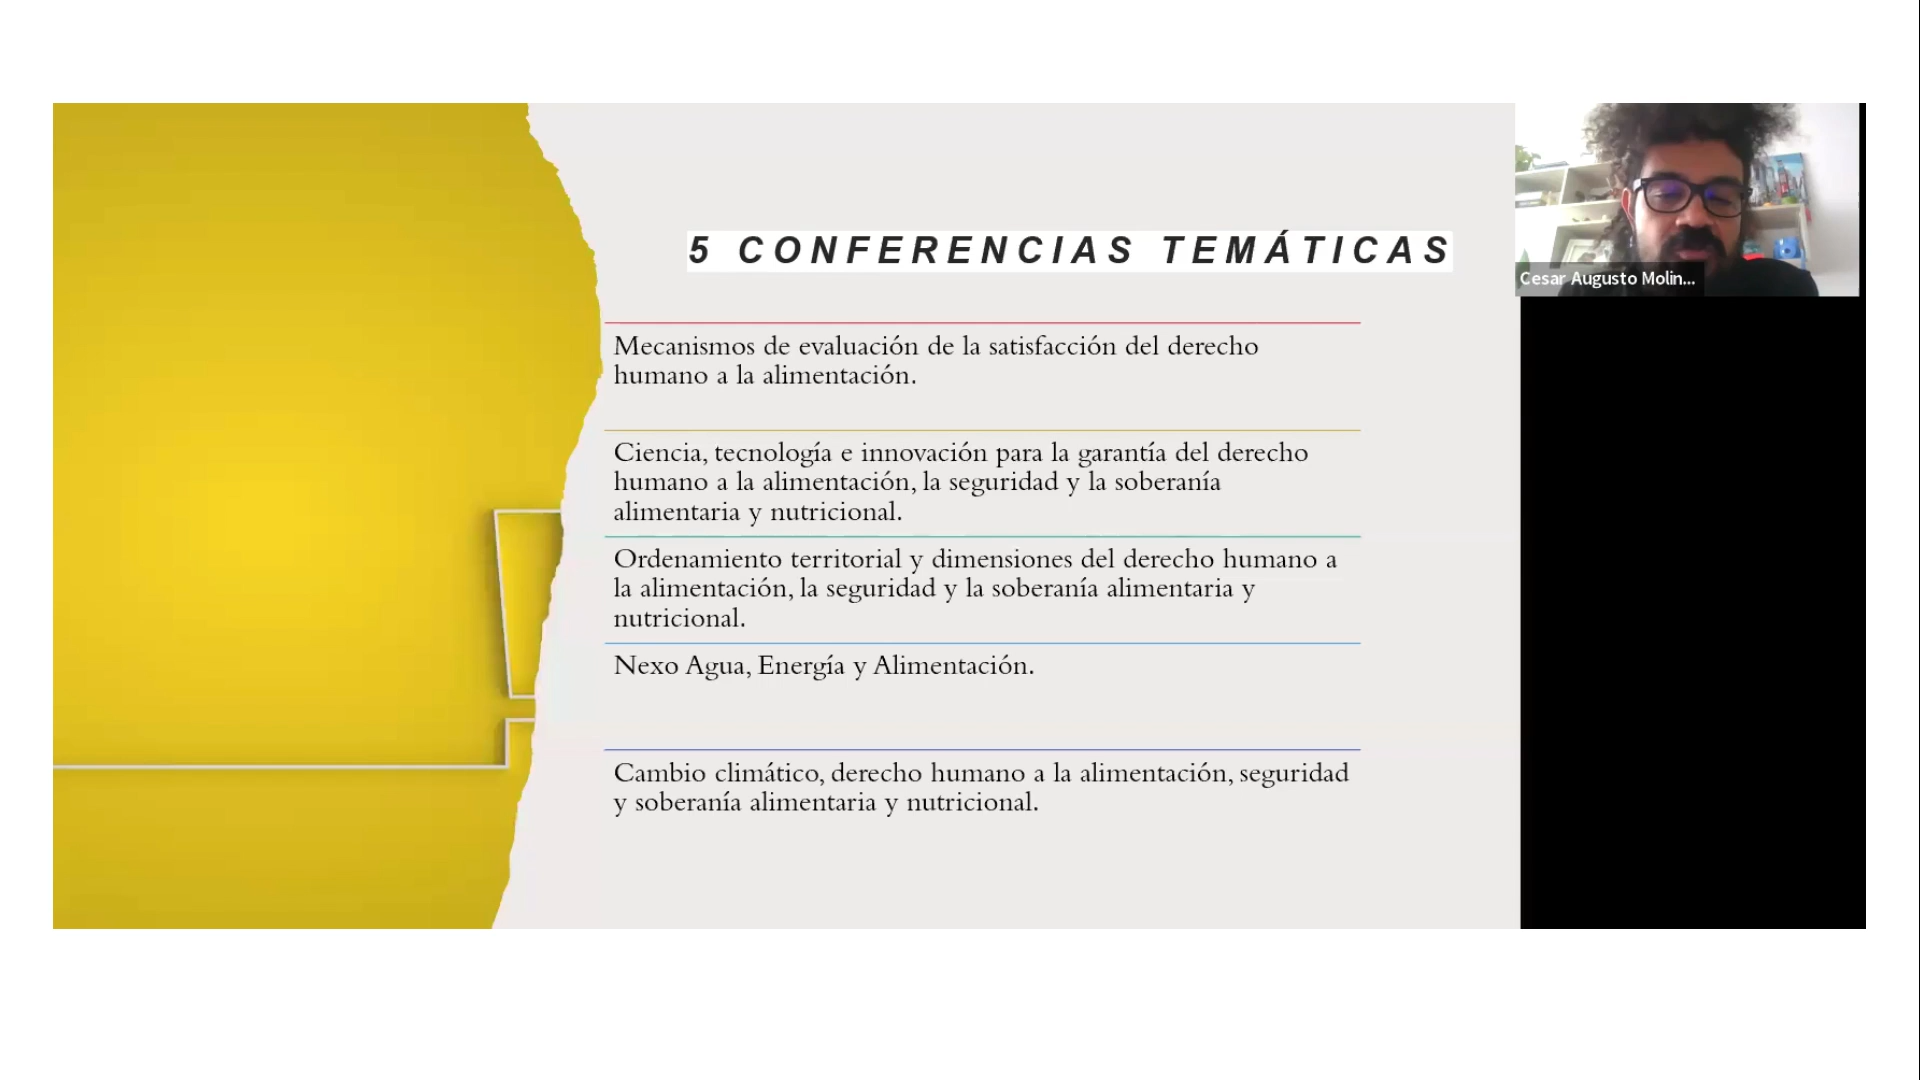 5 CONFERENCIAS TEMÁTICAS
Mecanismos de evaluación de la satisfacción del derecho
humano a la alimentación.
Ciencia, tecnología e innovación para la garantía del derecho
humano a la alimentación, la seguridad y la soberanía
alimentaria y nutricional.
Ordenamiento territorial y dimensiones del derecho humano a
la alimentación, la seguridad y la soberanía alimentaria y
nutricional.
Nexo Agua, Energía y Alimentación.
Cambio climático, derecho humano a la alimentación, seguridad
y soberanía alimentaria y nutricional.
Cesar Augusto Molin...